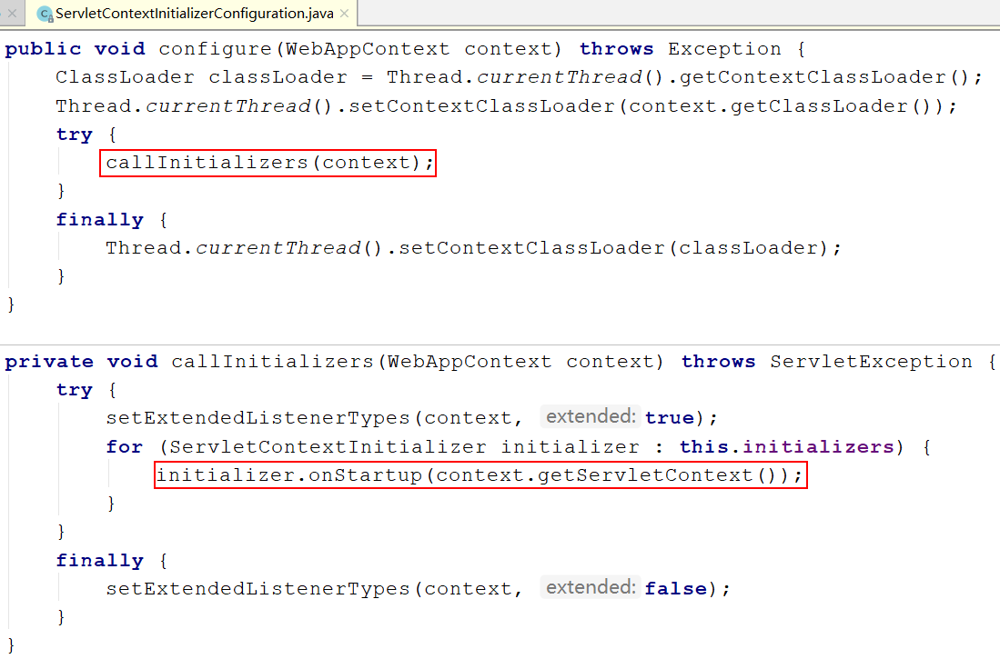 ServletContextInitializerConfiguration.java
public void configure(WebAppContext context) throws Exception {
    ClassLoader classLoader = Thread.currentThread().getContextClassLoader();
    Thread.currentThread().setContextClassLoader(context.getClassLoader());
    try {
        callInitializers(context);
    }
    finally {
        Thread.currentThread().setContextClassLoader(classLoader);
    }
}
private void callInitializers(WebAppContext context) throws ServletException {
    try {
        setExtendedListenerTypes(context, extended: true);
        for (ServletContextInitializer initializer : this.initializers) {
            initializer.onStartup(context.getServletContext());
        }
    }
    finally {
        setExtendedListenerTypes(context, extended: false);
    }
}